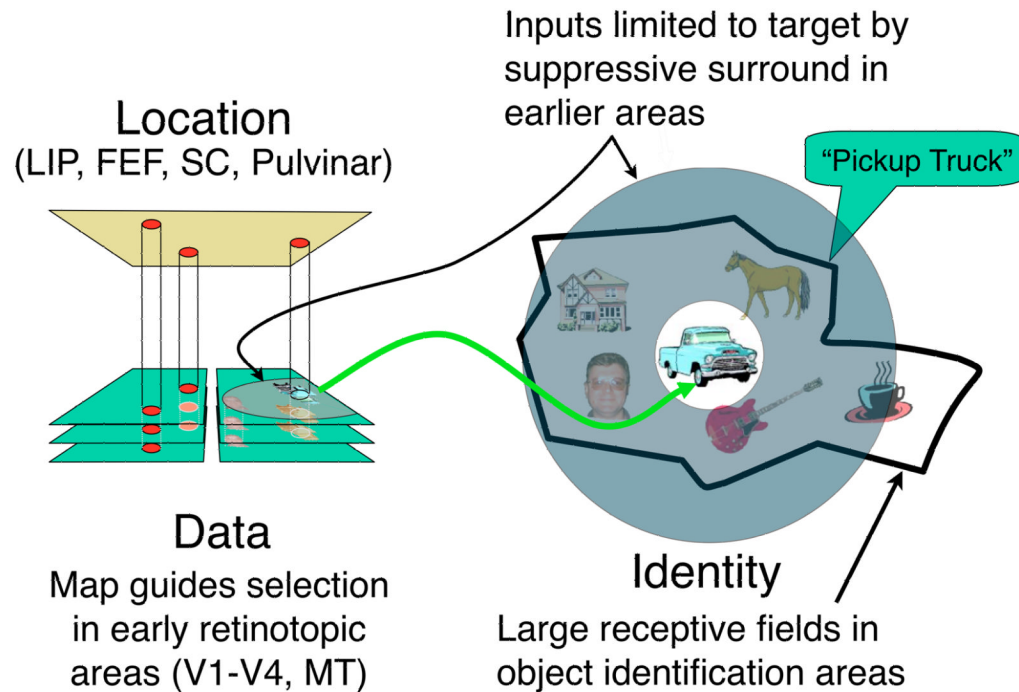 Inputs limited to target by
suppressive surround in
earlier areas
Location
(LIP, FEF, SC, Pulvinar)
“Pickup Truck”
Data
Map guides selection
in early retinotopic
areas (V1-V4, MT)
Identity
Large receptive fields in
object identification areas